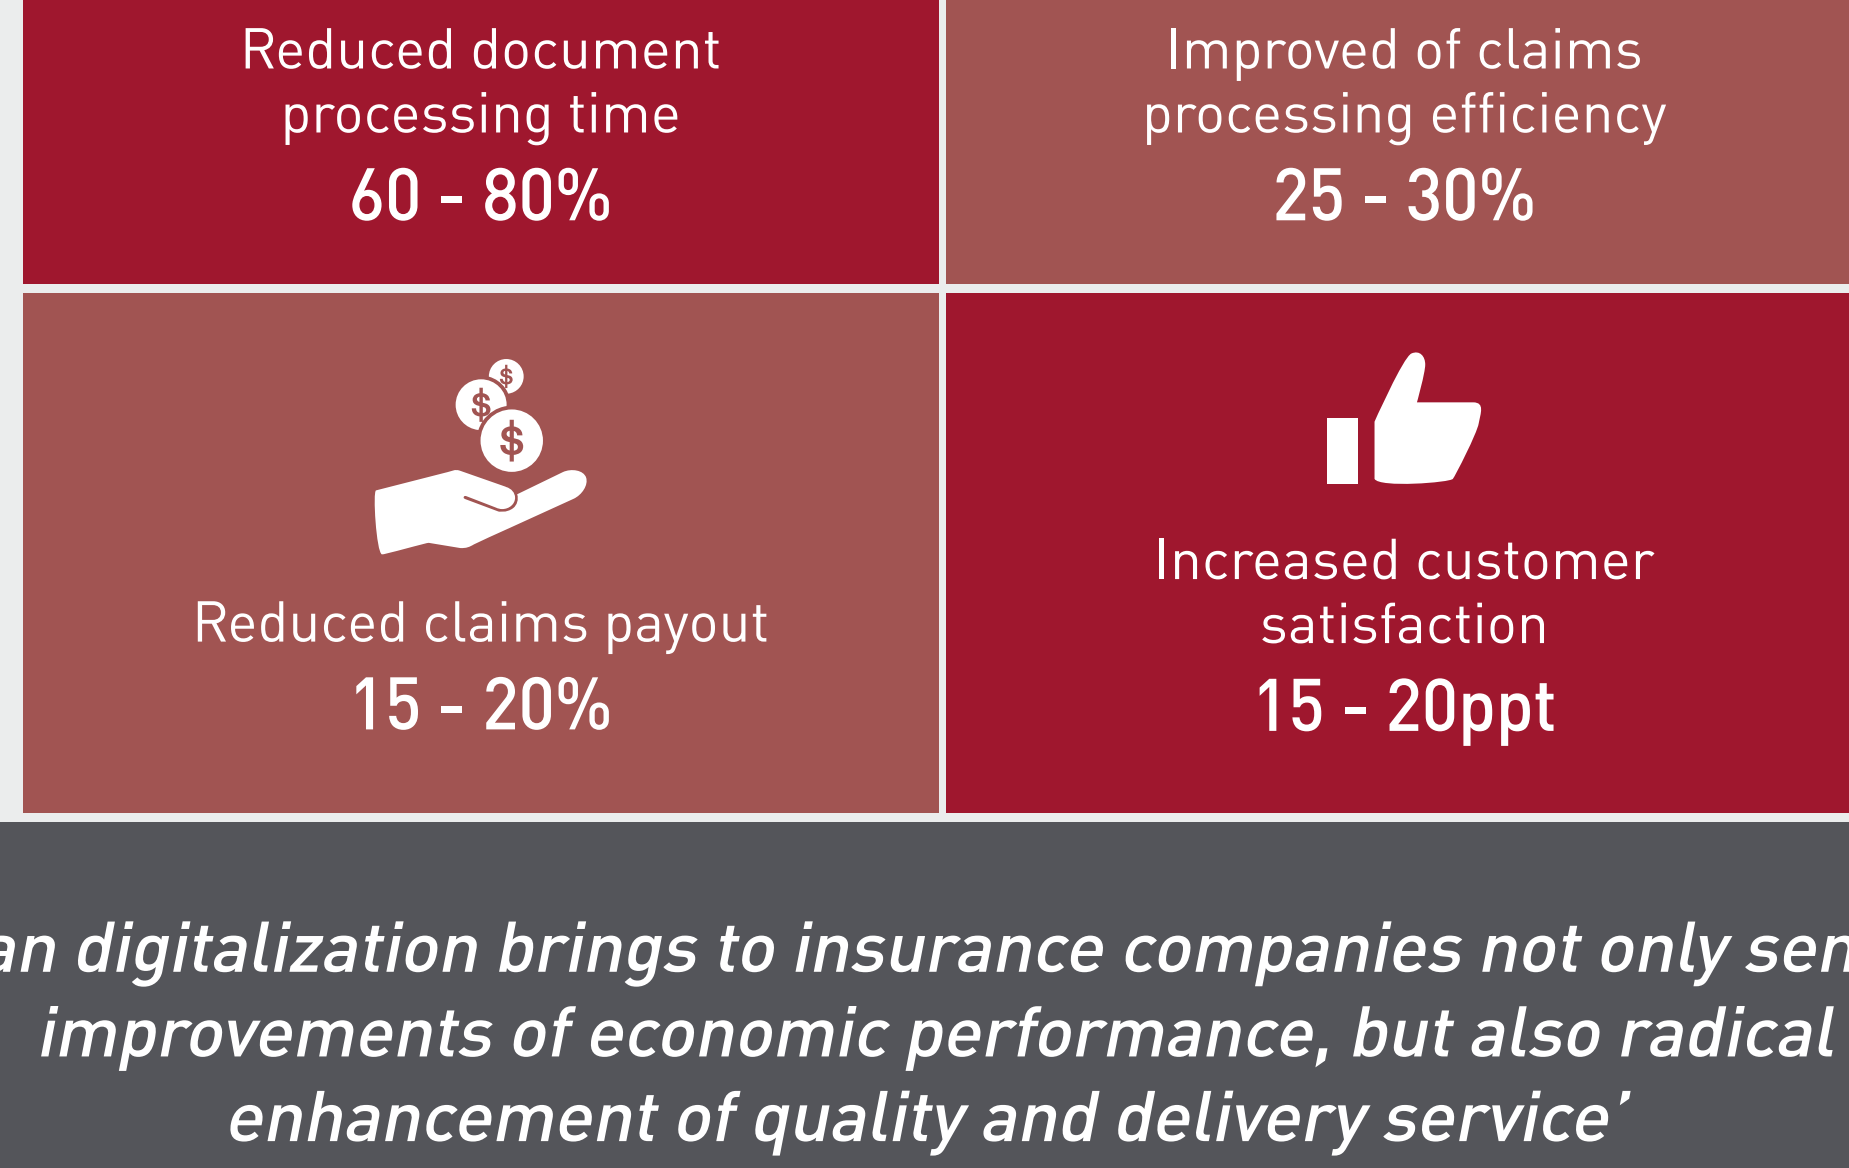 Reduced document
processing time
60 - 80%
Improved of claims
processing efficiency
25 - 30%
$
$
$
Reduced claims payout
15 - 20%
Increased customer
satisfaction
15 - 20ppt
digitalization brings to insurance companies not only
improvements of economic performance, but also radical
enhancement of quality and delivery service’